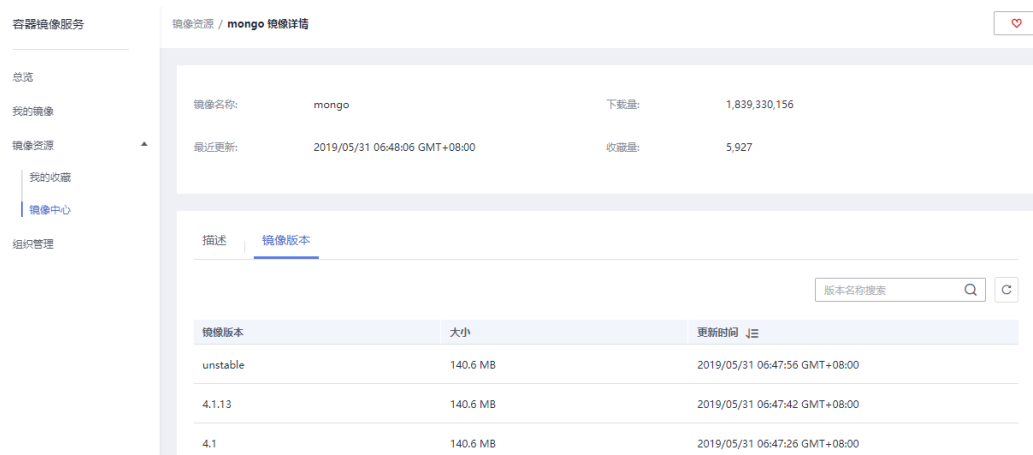 容器镜像服务
镜像资源 / mongo 镜像详情
总览
我的镜像
镜像资源
我的收藏
镜像中心
组织管理
镜像名称: mongo 下载量: 1,839,330,156
最近更新: 2019/05/31 06:48:06 GMT+08:00 收藏量: 5,927
描述 镜像版本
版本名称搜索
镜像版本 大小 更新时间
unstable 140.6 MB 2019/05/31 06:47:56 GMT+08:00
4.1.13 140.6 MB 2019/05/31 06:47:42 GMT+08:00
4.1 140.6 MB 2019/05/31 06:47:26 GMT+08:00